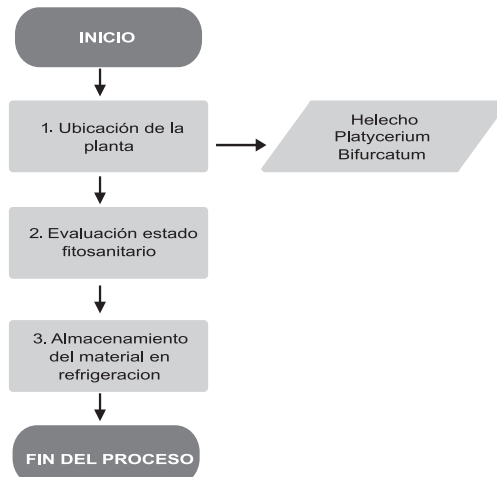 INICIO
1. Ubicación de la
planta
Helecho
Platycerium
Bifurcatum
2. Evaluación estado
fitosanitario
3. Almacenamiento
del material en
refrigeracion
FIN DEL PROCESO